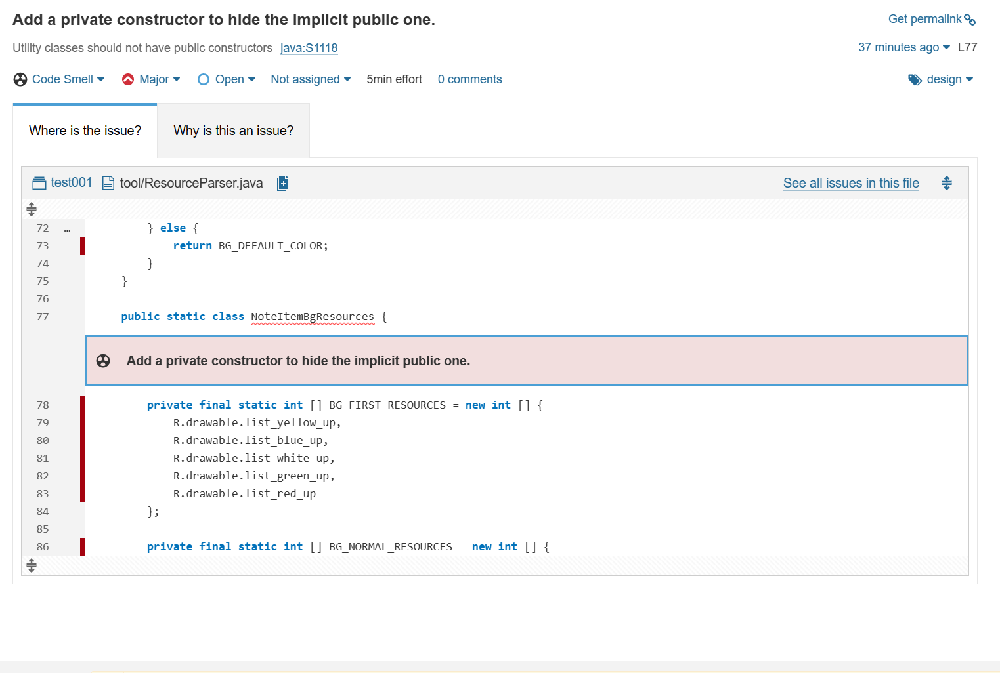 Add a private constructor to hide the implicit public one.
Get permalink
Utility classes should not have public constructors java:S1118
37 minutes ago L77
Code Smell Major Open Not assigned 5min effort 0 comments
design
Where is the issue? Why is this an issue?
test001 tool/ResourceParser.java See all issues in this file
72 … } else {
73 return BG_DEFAULT_COLOR;
74 }
75 }
76
77 public static class NoteItemBgResources {
Add a private constructor to hide the implicit public one.
78 private final static int [] BG_FIRST_RESOURCES = new int [] {
79 R.drawable.list_yellow_up,
80 R.drawable.list_blue_up,
81 R.drawable.list_white_up,
82 R.drawable.list_green_up,
83 R.drawable.list_red_up
84 };
85
86 private final static int [] BG_NORMAL_RESOURCES = new int [] {